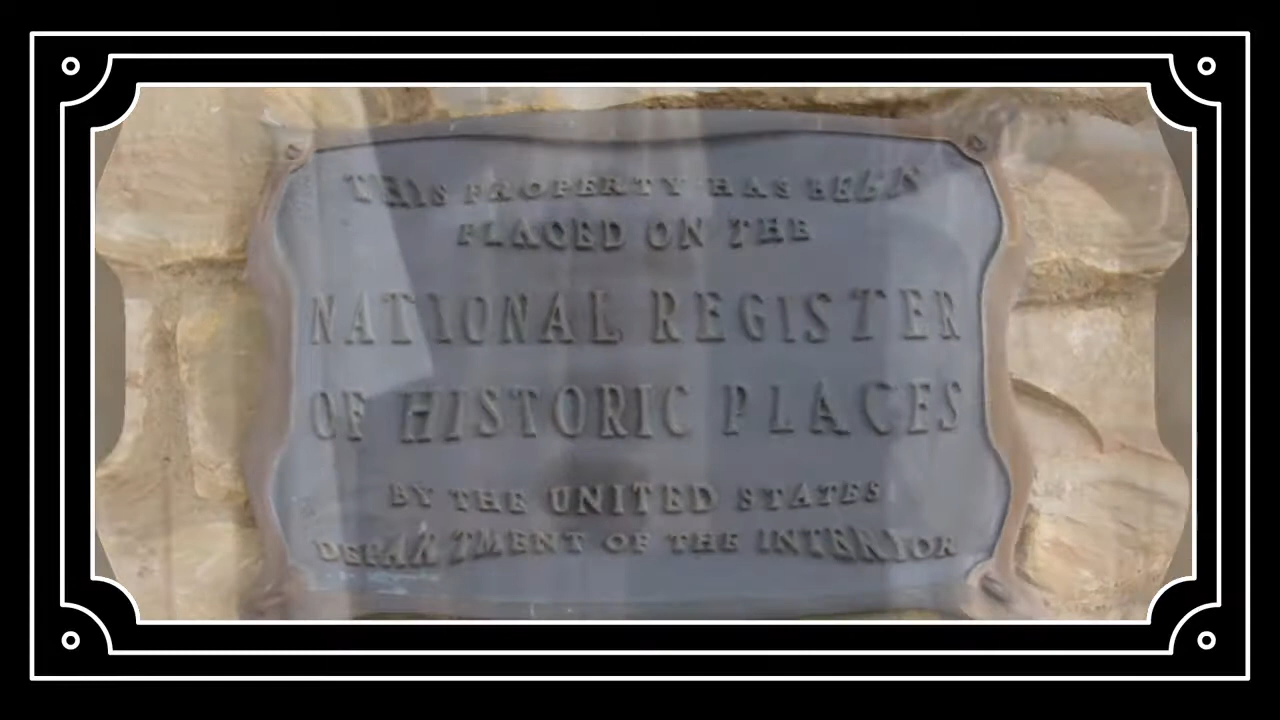 THIS PROPERTY HAS BEEN
PLACED ON THE
NATIONAL REGISTER
OF HISTORIC PLACES
BY THE UNITED STATES
DEPARTMENT OF THE INTERIOR